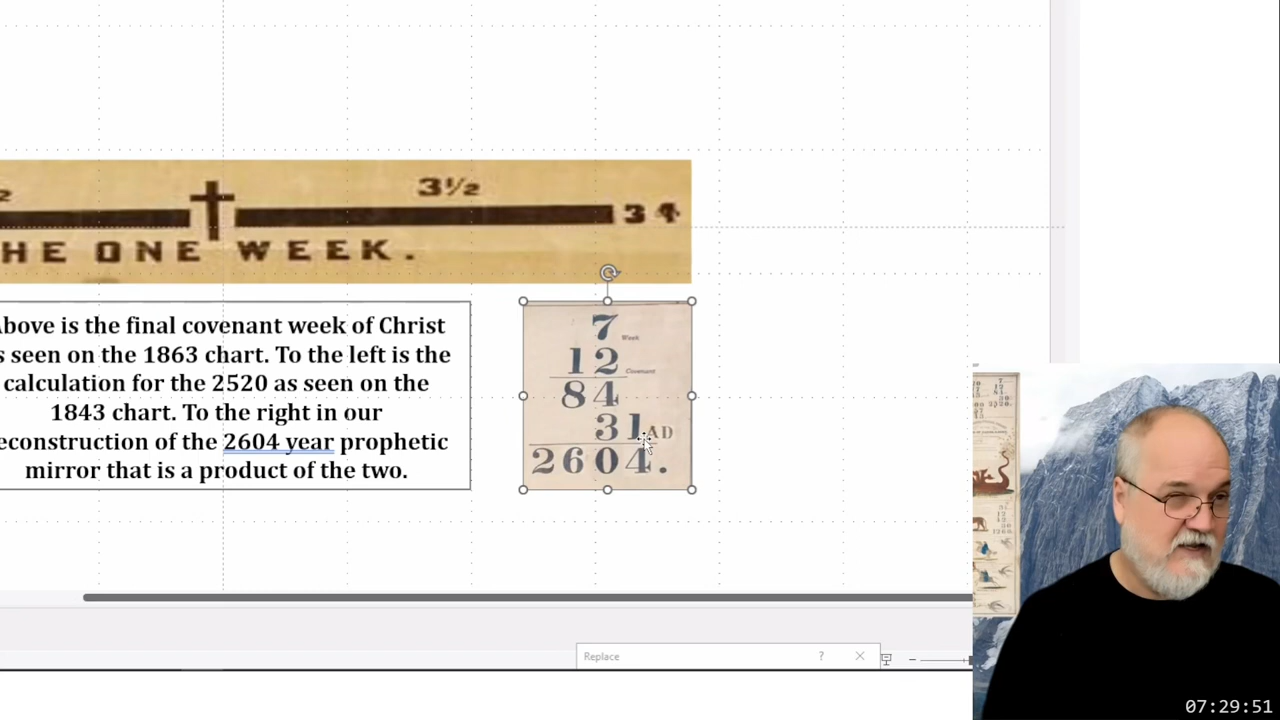 3½
34
HE ONE WEEK.
bove is the final covenant week of Christ
s seen on the 1863 chart. To the left is the
calculation for the 2520 as seen on the
1843 chart. To the right in our
econstruction of the 2604 year prophetic
mirror that is a product of the two.
7 Week
12 Covenant
84
31 AD
2604.
Replace ?
07:29:51